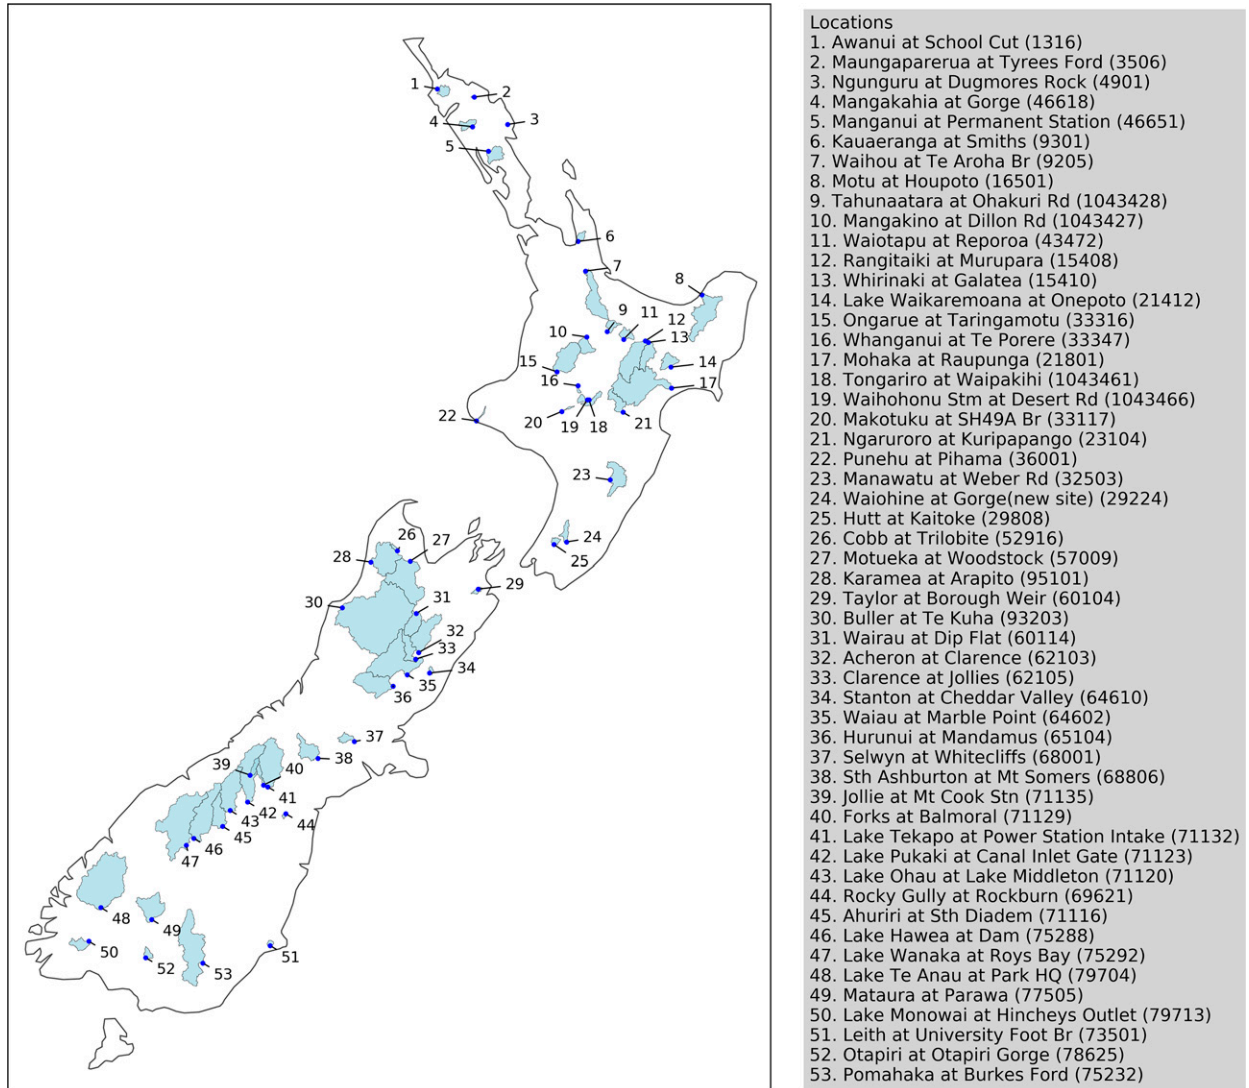 1
2
3
4
5
6
7
8
9
11
12
10
13
14
15
16
17
22
20
19
18
21
23
24
25
26
27
28
29
30
31
32
33
34
35
36
37
38
39
40
41
42
43
44
45
46
47
48
49
50
51
52
53
Locations
1. Awanui at School Cut (1316)
2. Maungaparerua at Tyrees Ford (3506)
3. Ngunguru at Dugmores Rock (4901)
4. Mangakahia at Gorge (46618)
5. Manganui at Permanent Station (46651)
6. Kauaeranga at Smiths (9301)
7. Waihou at Te Aroha Br (9205)
8. Motu at Houpoto (16501)
9. Tahunaatara at Ohakuri Rd (1043428)
10. Mangakino at Dillon Rd (1043427)
11. Waiotapu at Reporoa (43472)
12. Rangitaiki at Murupara (15408)
13. Whirinaki at Galatea (15410)
14. Lake Waikaremoana at Onepoto (21412)
15. Ongarue at Taringamotu (33316)
16. Whanganui at Te Porere (33347)
17. Mohaka at Raupunga (21801)
18. Tongariro at Waipakihi (1043461)
19. Waihohonu Stm at Desert Rd (1043466)
20. Makotuku at SH49A Br (33117)
21. Ngaruroro at Kuripapango (23104)
22. Punehu at Pihama (36001)
23. Manawatu at Weber Rd (32503)
24. Waiohine at Gorge(new site) (29224)
25. Hutt at Kaitoke (29808)
26. Cobb at Trilobite (52916)
27. Motueka at Woodstock (57009)
28. Karamea at Arapito (95101)
29. Taylor at Borough Weir (60104)
30. Buller at Te Kuha (93203)
31. Wairau at Dip Flat (60114)
32. Acheron at Clarence (62103)
33. Clarence at Jollies (62105)
34. Stanton at Cheddar Valley (64610)
35. Waiau at Marble Point (64602)
36. Hurunui at Mandamus (65104)
37. Selwyn at Whitecliffs (68001)
38. Sth Ashburton at Mt Somers (68806)
39. Jollie at Mt Cook Stn (71135)
40. Forks at Balmoral (71129)
41. Lake Tekapo at Power Station Intake (71132)
42. Lake Pukaki at Canal Inlet Gate (71123)
43. Lake Ohau at Lake Middleton (71120)
44. Rocky Gully at Rockburn (69621)
45. Ahuriri at Sth Diadem (71116)
46. Lake Hawea at Dam (75288)
47. Lake Wanaka at Roys Bay (75292)
48. Lake Te Anau at Park HQ (79704)
49. Mataura at Parawa (77505)
50. Lake Monowai at Hincheys Outlet (79713)
51. Leith at University Foot Br (73501)
52. Otapiri at Otapiri Gorge (78625)
53. Pomahaka at Burkes Ford (75232)